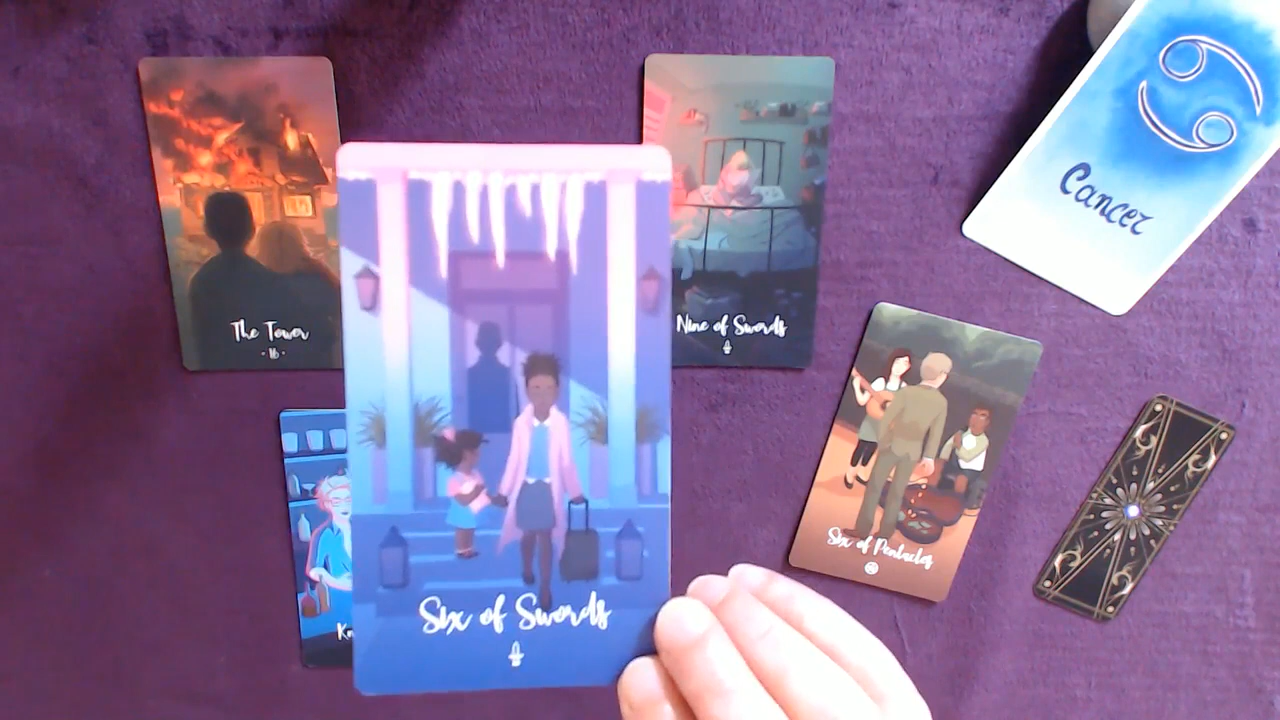 The Tower
- 16 -
Nine of Swords
Cancer
Six of Swords
Six of Pentacles